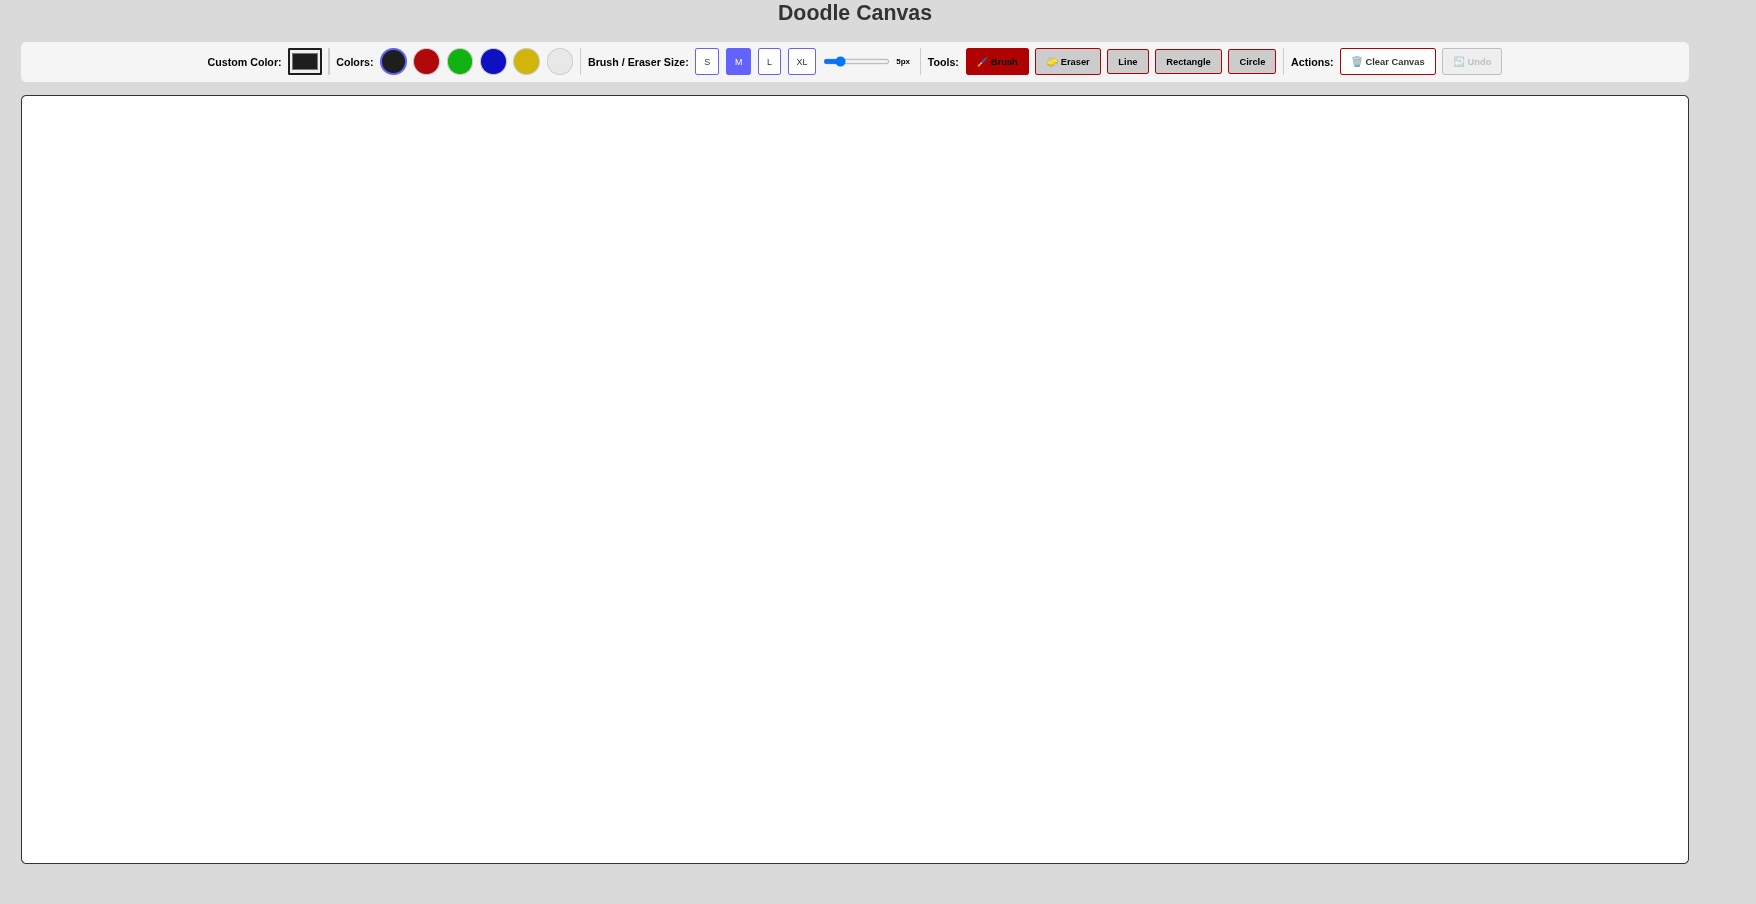 Doodle Canvas
Custom Color: Colors: Brush / Eraser Size: S M L XL 5px Tools: 🖌️ Brush 🧽 Eraser Line Rectangle Circle Actions: 🗑️ Clear Canvas ↩️ Undo